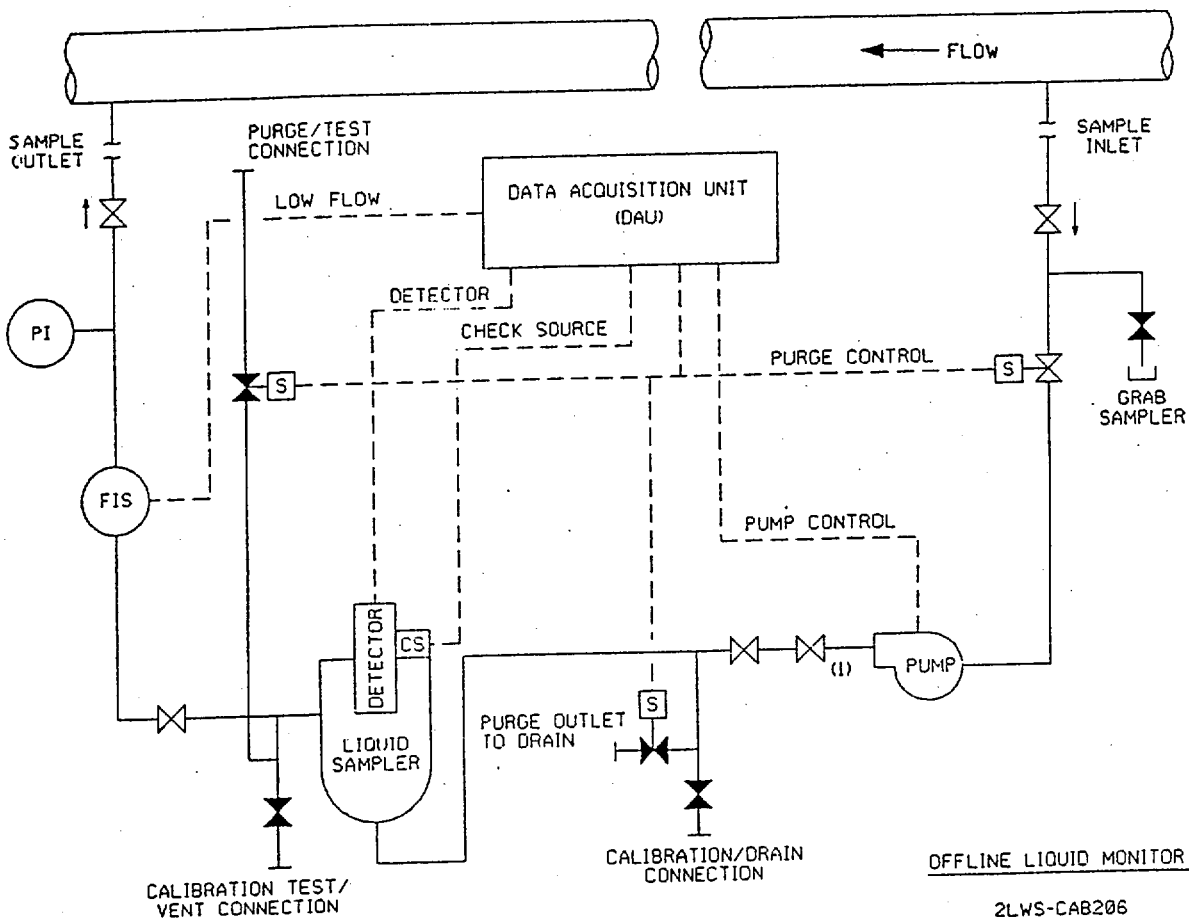 FLOW
SAMPLE
OUTLET
PURGE/TEST
CONNECTION
SAMPLE
INLET
LOW FLOW
DATA ACQUISITION UNIT
(DAU)
DETECTOR
CHECK SOURCE
PI
PURGE CONTROL
S
S
GRAB
SAMPLER
FIS
PUMP CONTROL
DETECTOR
CS
(1)
PUMP
S
PURGE OUTLET
TO DRAIN
LIQUID
SAMPLER
CALIBRATION/DRAIN
CONNECTION
OFFLINE LIQUID MONITOR
CALIBRATION TEST/
VENT CONNECTION
2LWS-CAB206